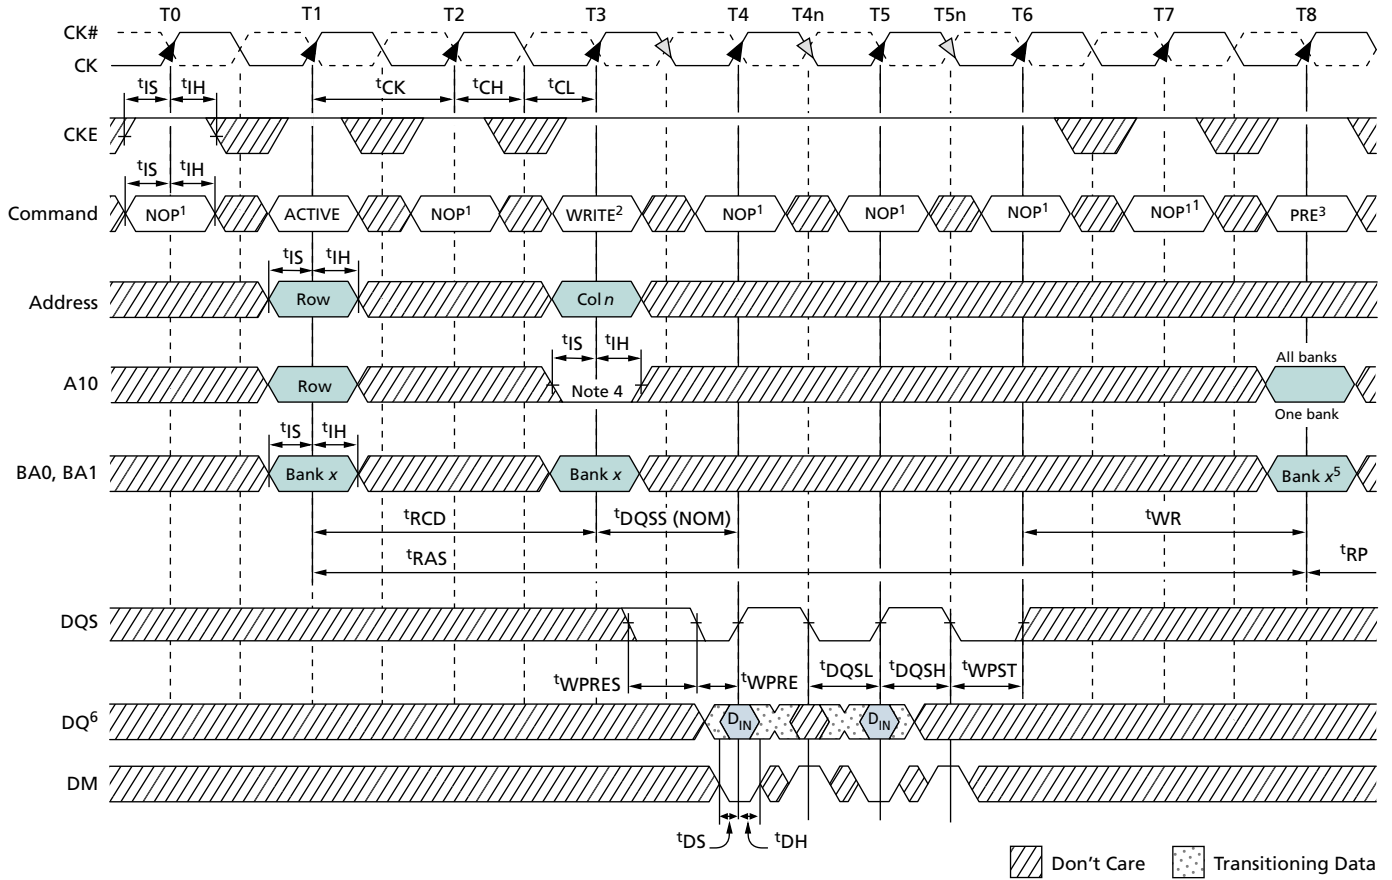 T0 T1 T2 T3 T4 T4n T5 T5n T6 T7 T8
CK#
CK
tIS tIH tCK tCH tCL
CKE
tIS tIH
Command NOP1 ACTIVE NOP1 WRITE2 NOP1 NOP1 NOP1 NOP11 PRE3
tIS tIH
Address Row Col n
tIS tIH
All banks
A10 Row Note 4
One bank
tIS tIH
BA0, BA1 Bank x Bank x Bank x5
tRCD tDQSS (NOM) tWR
tRAS tRP
DQS
tWPRES tWPRE tDQSL tDQSH tWPST
DQ6 DIN DIN
DM
tDS tDH
Don't Care Transitioning Data